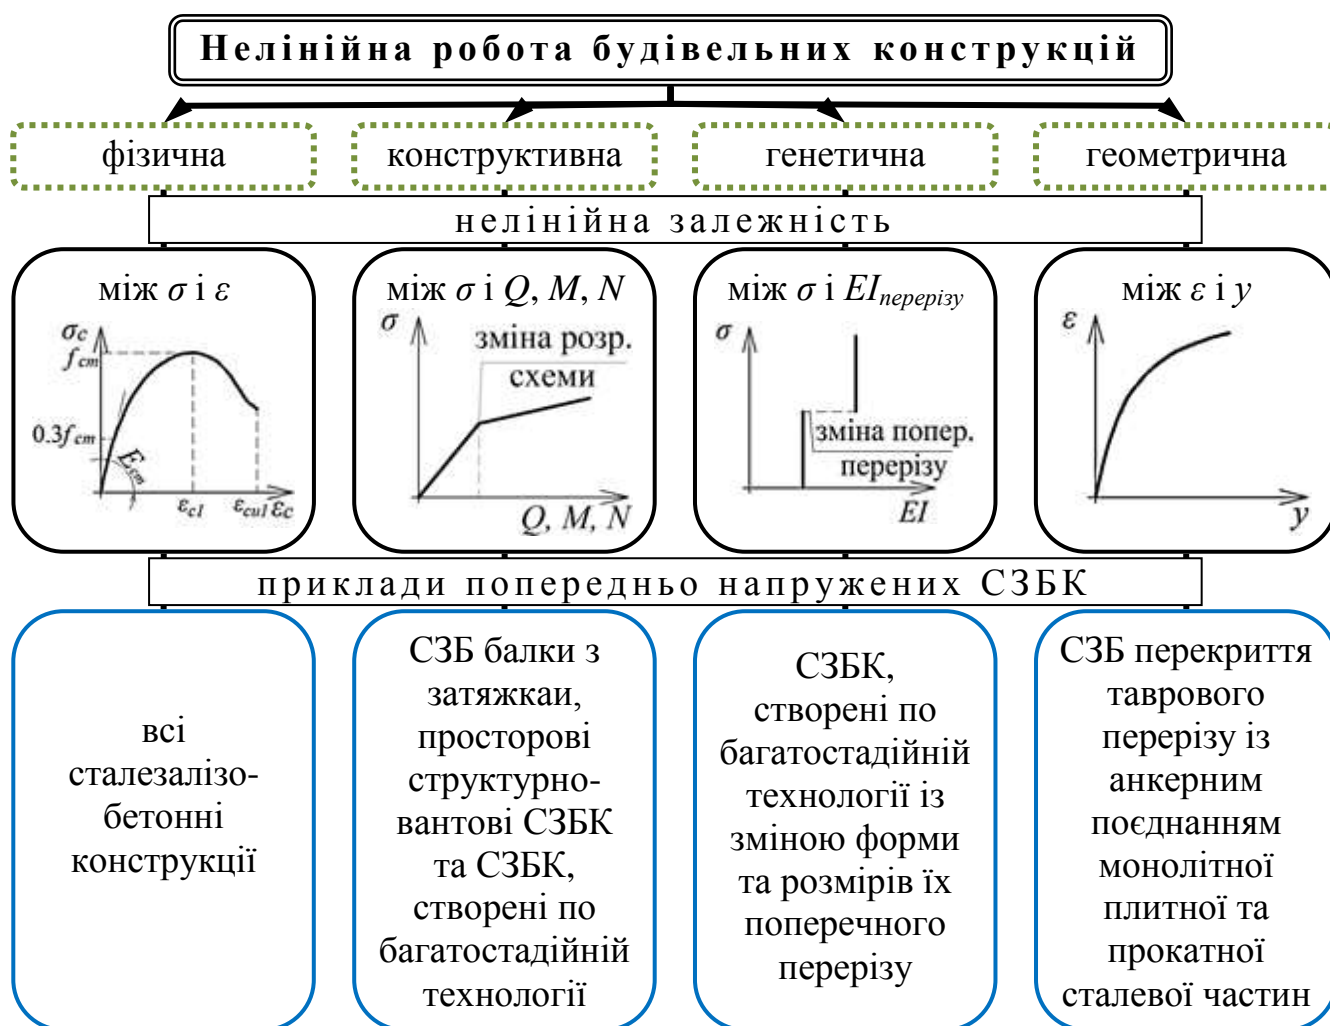 Нелінійна робота будівельних конструкцій
фізична
конструктивна
генетична
геометрична
нелінійна залежність
між σ і ε
σc
fcm
0.3fcm
Ecm
εc1
εcu1
εc
між σ і Q, M, N
σ
зміна розр.
схеми
Q, M, N
між σ і EIперерізу
σ
зміна попер.
перерізу
EI
між ε і y
ε
y
приклади попередньо напружених СЗБК
всі
сталезалізо-
бетонні
конструкції
СЗБ балки з
затяжкаи,
просторові
структурно-
вантові СЗБК
та СЗБК,
створені по
багатостадійній
технології
СЗБК,
створені по
багатостадійній
технології із
зміною форми
та розмірів їх
поперечного
перерізу
СЗБ перекриття
таврового
перерізу із
анкерним
поєднанням
монолітної
плитної та
прокатної
сталевої частин